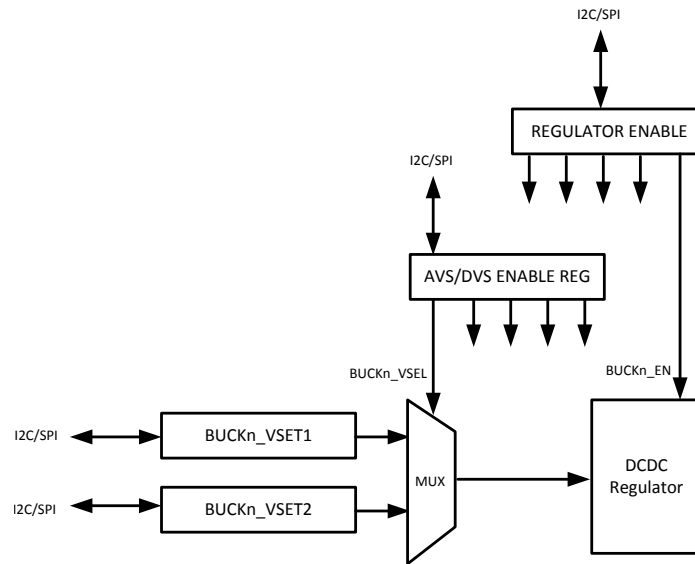 I2C/SPI
REGULATOR ENABLE
I2C/SPI
AVS/DVS ENABLE REG
BUCKn_VSEL
BUCKn_EN
I2C/SPI
BUCKn_VSET1
MUX
DCDC
Regulator
I2C/SPI
BUCKn_VSET2